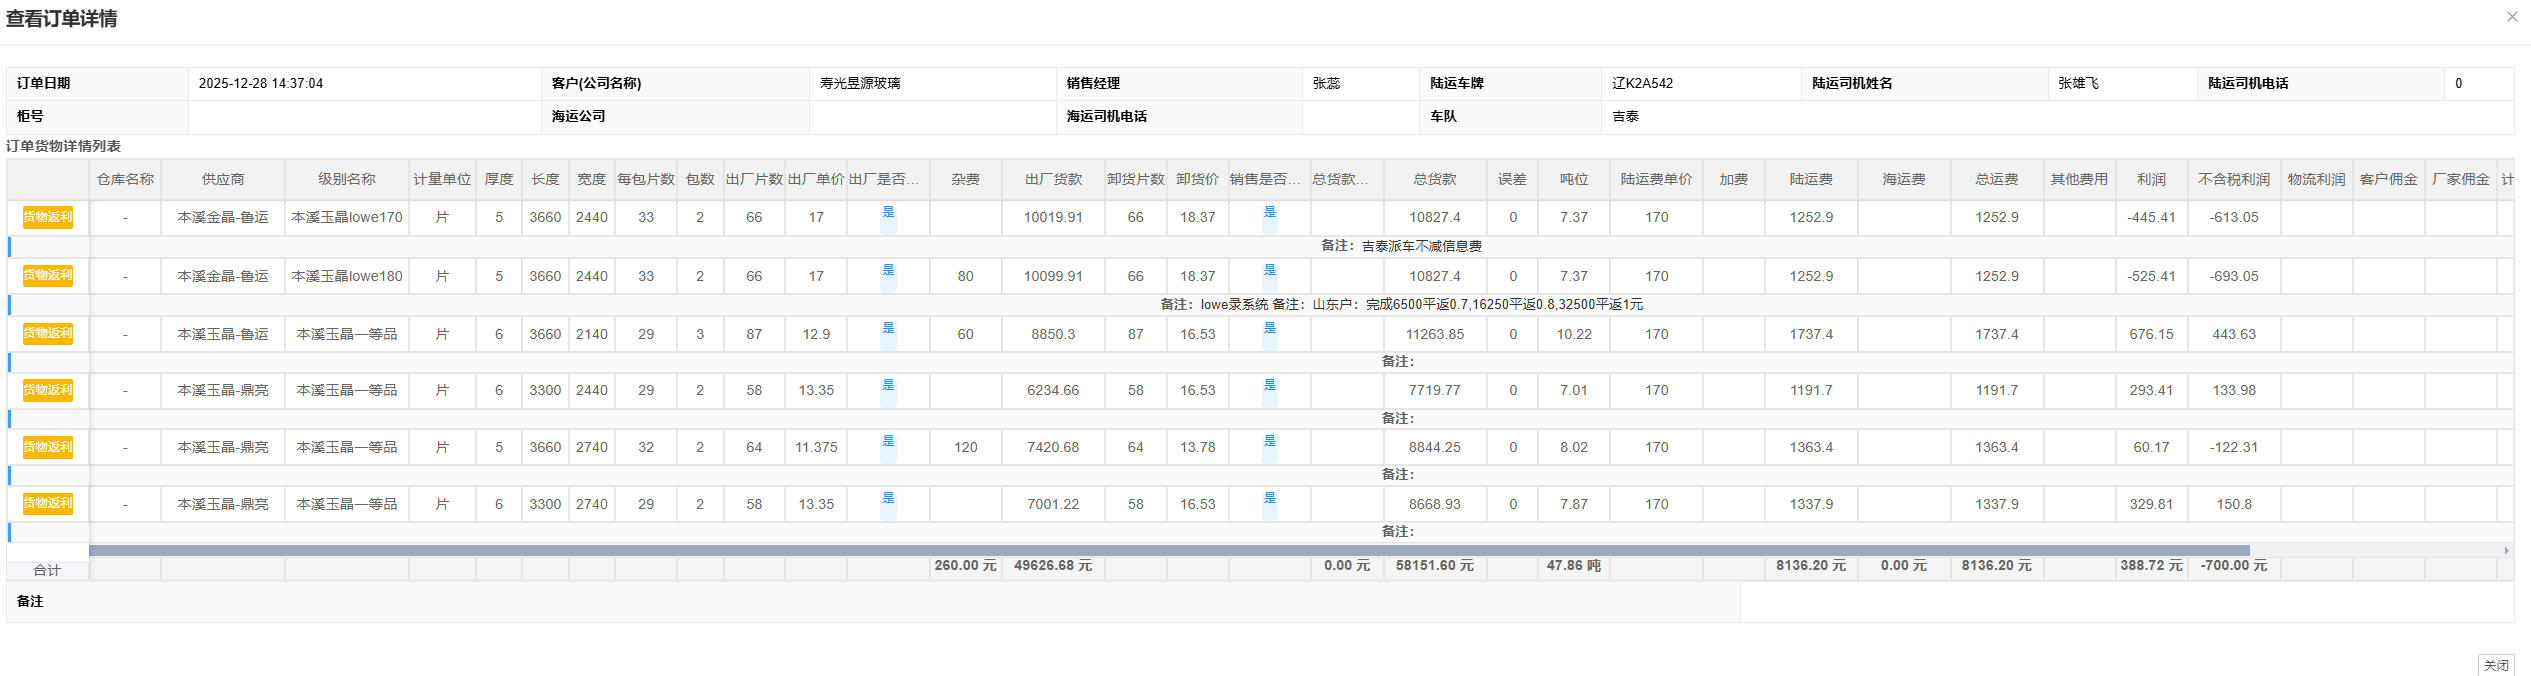 查看订单详情
订单日期 2025-12-28 14:37:04 客户(公司名称) 寿光昱源玻璃 销售经理 张蕊 陆运车牌 辽K2A542 陆运司机姓名 张雄飞 陆运司机电话 0
柜号 海运公司 海运司机电话 车队 吉泰
订单货物详情列表
仓库名称 供应商 级别名称 计量单位 厚度 长度 宽度 每包片数 包数 出厂片数 出厂单价 出厂是否... 杂费 出厂货款 卸货片数 卸货价 销售是否... 总货款... 总货款 误差 吨位 陆运费单价 加费 陆运费 海运费 总运费 其他费用 利润 不含税利润 物流利润 客户佣金 厂家佣金 计
货物返利 - 本溪金晶-鲁运 本溪玉晶lowe170 片 5 3660 2440 33 2 66 17 是 10019.91 66 18.37 是 10827.4 0 7.37 170 1252.9 1252.9 -445.41 -613.05
备注：吉泰派车不减信息费
货物返利 - 本溪金晶-鲁运 本溪玉晶lowe180 片 5 3660 2440 33 2 66 17 是 80 10099.91 66 18.37 是 10827.4 0 7.37 170 1252.9 1252.9 -525.41 -693.05
备注：lowe录系统 备注：山东户：完成6500平返0.7,16250平返0.8,32500平返1元
货物返利 - 本溪玉晶-鲁运 本溪玉晶一等品 片 6 3660 2140 29 3 87 12.9 是 60 8850.3 87 16.53 是 11263.85 0 10.22 170 1737.4 1737.4 676.15 443.63
备注：
货物返利 - 本溪玉晶-鼎亮 本溪玉晶一等品 片 6 3300 2440 29 2 58 13.35 是 6234.66 58 16.53 是 7719.77 0 7.01 170 1191.7 1191.7 293.41 133.98
备注：
货物返利 - 本溪玉晶-鼎亮 本溪玉晶一等品 片 5 3660 2740 32 2 64 11.375 是 120 7420.68 64 13.78 是 8844.25 0 8.02 170 1363.4 1363.4 60.17 -122.31
备注：
货物返利 - 本溪玉晶-鼎亮 本溪玉晶一等品 片 6 3300 2740 29 2 58 13.35 是 7001.22 58 16.53 是 8668.93 0 7.87 170 1337.9 1337.9 329.81 150.8
备注：
合计 260.00 元 49626.68 元 0.00 元 58151.60 元 47.86 吨 8136.20 元 0.00 元 8136.20 元 388.72 元 -700.00 元
备注
关闭